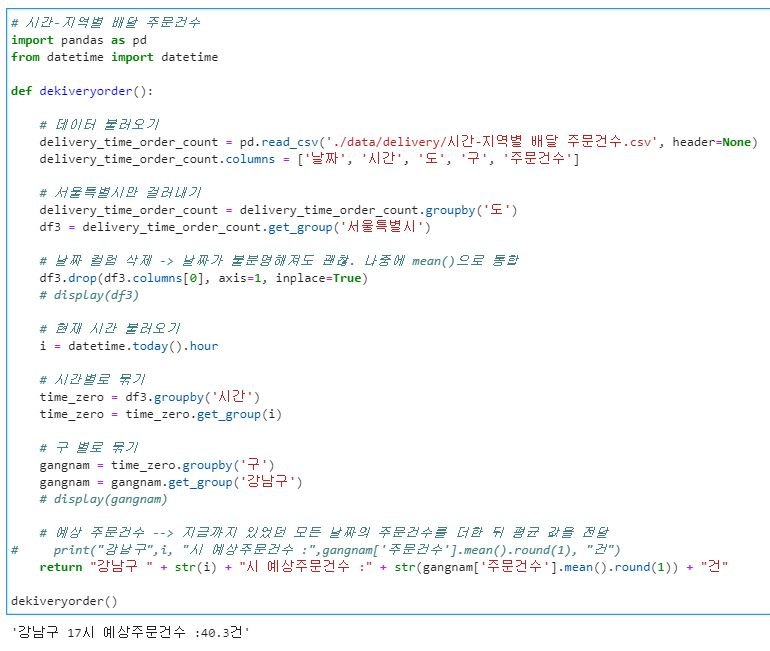 # 시간-지역별 배달 주문건수
import pandas as pd
from datetime import datetime

def dekiveryorder():

    # 데이터 불러오기
    delivery_time_order_count = pd.read_csv('./data/delivery/시간-지역별 배달 주문건수.csv', header=None)
    delivery_time_order_count.columns = ['날짜', '시간', '도', '구', '주문건수']

    # 서울특별시만 걸러내기
    delivery_time_order_count = delivery_time_order_count.groupby('도')
    df3 = delivery_time_order_count.get_group('서울특별시')

    # 날짜 컬럼 삭제 -> 날짜가 불분명해져도 괜찮. 나중에 mean()으로 통합
    df3.drop(df3.columns[0], axis=1, inplace=True)
    # display(df3)

    # 현재 시간 불러오기
    i = datetime.today().hour

    # 시간별로 묶기
    time_zero = df3.groupby('시간')
    time_zero = time_zero.get_group(i)

    # 구 별로 묶기
    gangnam = time_zero.groupby('구')
    gangnam = gangnam.get_group('강남구')
    # display(gangnam)

    # 예상 주문건수 --> 지금까지 있었던 모든 날짜의 주문건수를 더한 뒤 평균 값을 전달
#     print("강남구",i, "시 예상주문건수 :",gangnam['주문건수'].mean().round(1), "건")
    return "강남구 " + str(i) + "시 예상주문건수 :" + str(gangnam['주문건수'].mean().round(1)) + "건"

dekiveryorder()
'강남구 17시 예상주문건수 :40.3건'